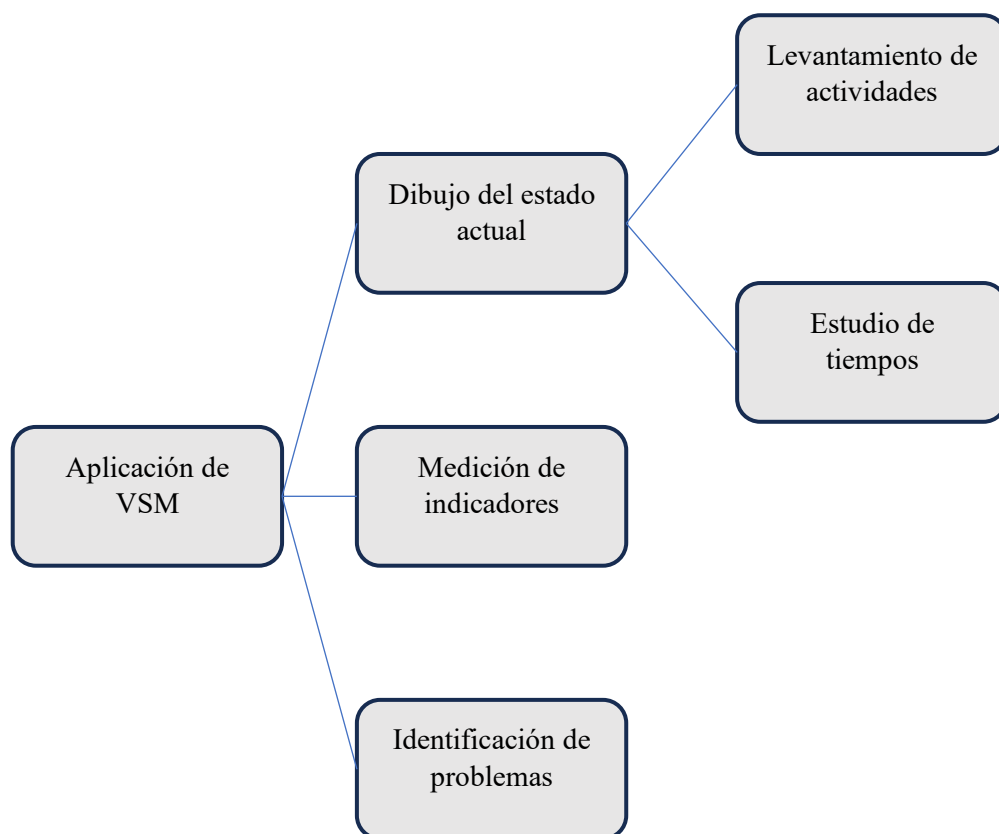 Levantamiento de
actividades
Dibujo del estado
actual
Estudio de
tiempos
Aplicación de
VSM
Medición de
indicadores
Identificación de
problemas